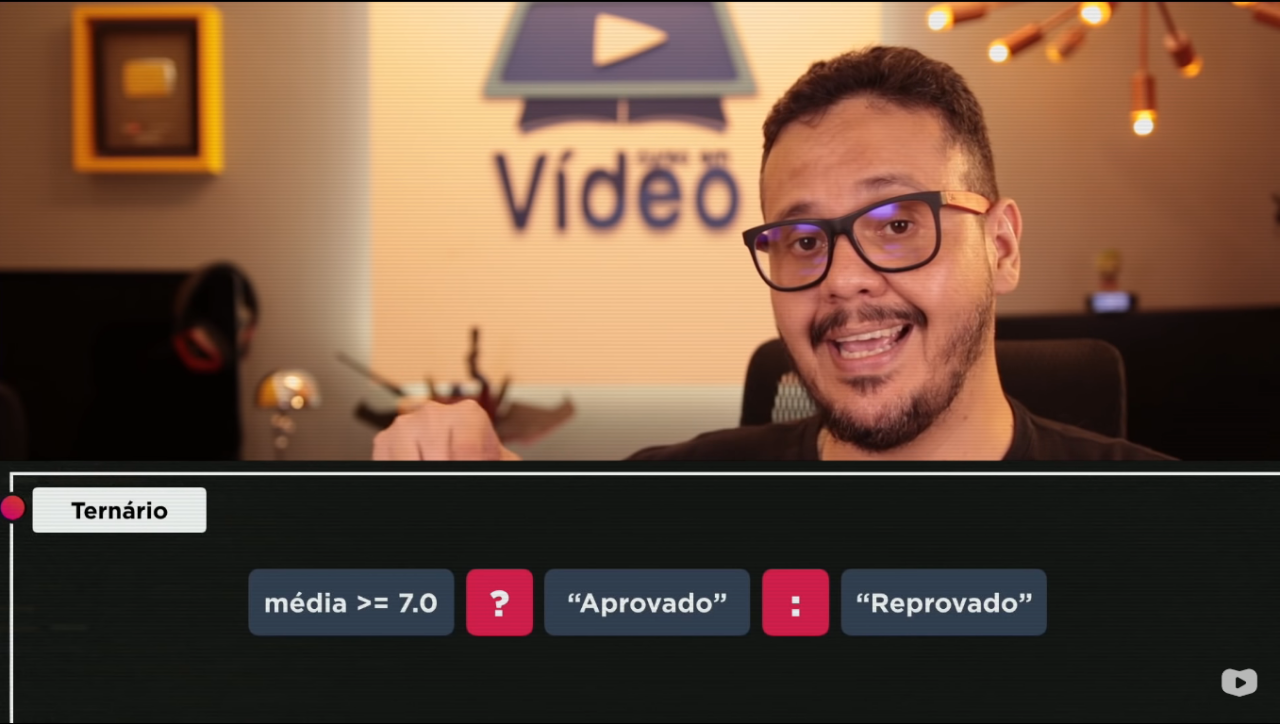 Vídeo
Ternário
média >= 7.0 ? “Aprovado” : “Reprovado”